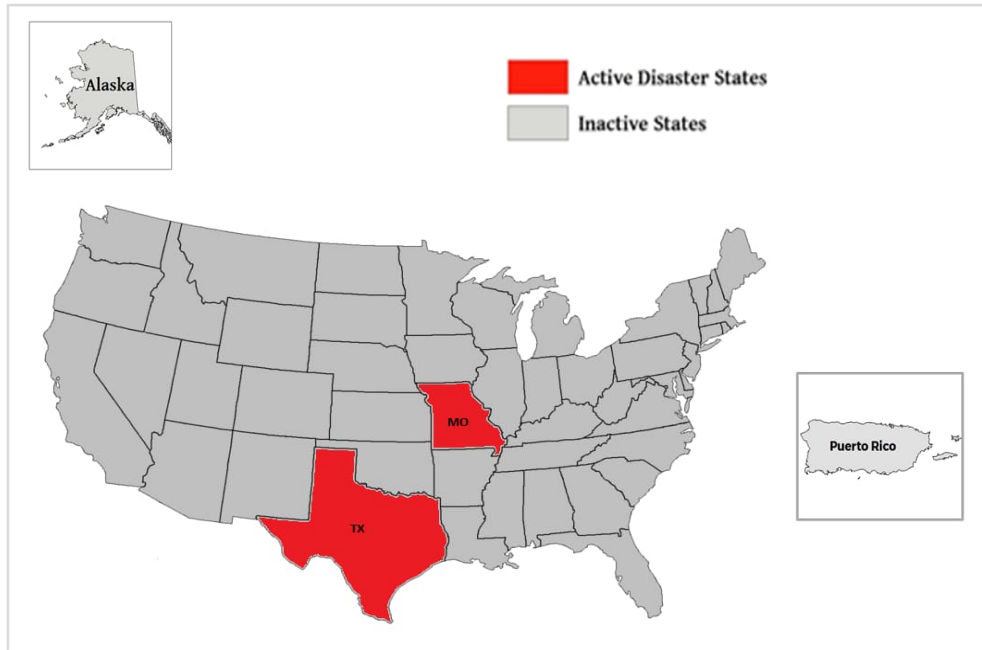 Alaska
Active Disaster States
Inactive States
MO
Puerto Rico
TX